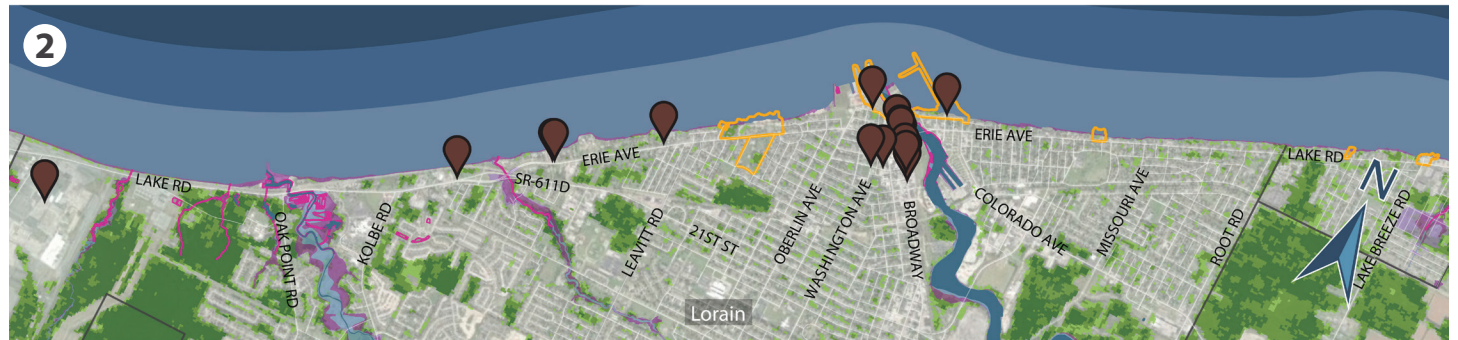 2
LAKE RD
OAK POINT RD
KOLBE RD
SR-611D
ERIE AVE
LEAVITT RD
21ST ST
OBERLIN AVE
WASHINGTON AVE
BROADWAY
ERIE AVE
COLORADO AVE
MISSOURI AVE
ROOT RD
LAKE RD
N
LAKE BREEZE RD
Lorain